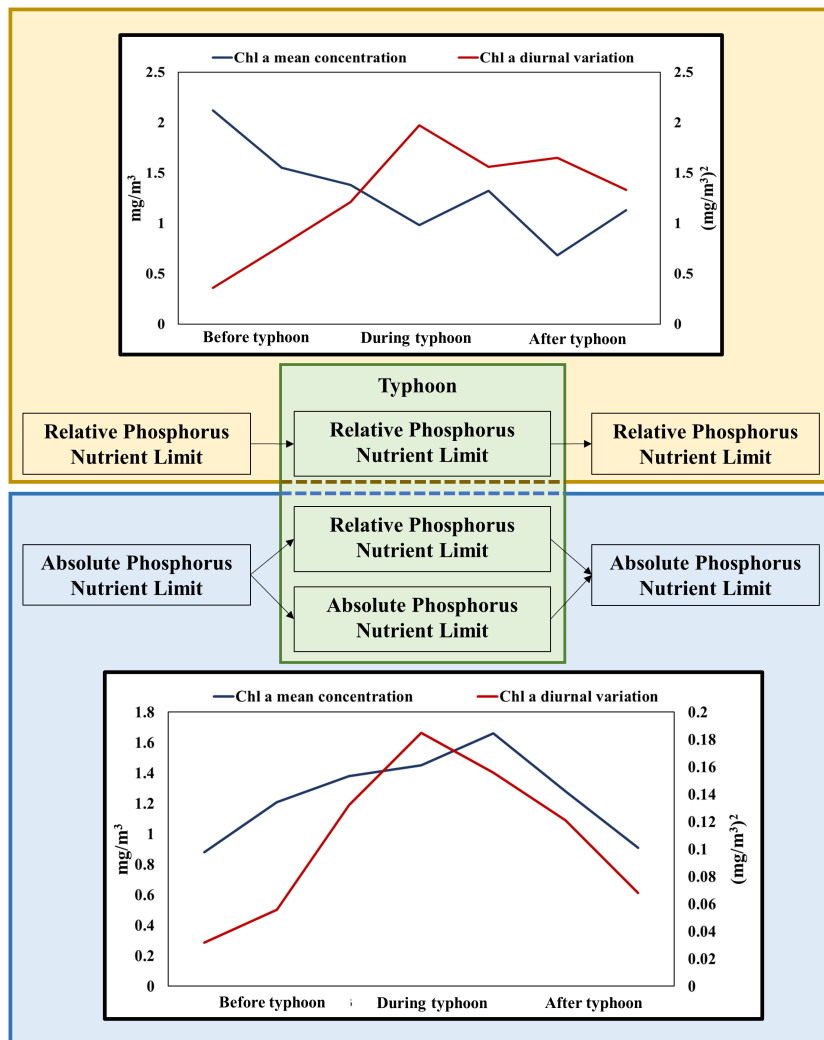 Chl a mean concentration
Chl a diurnal variation
2.5
2
1.5
1
0.5
0
mg/m³
2.5
2
1.5
1
0.5
0
(mg/m³)²
Before typhoon
During typhoon
After typhoon
Typhoon
Relative Phosphorus
Nutrient Limit
Relative Phosphorus
Nutrient Limit
Relative Phosphorus
Nutrient Limit
Absolute Phosphorus
Nutrient Limit
Relative Phosphorus
Nutrient Limit
Absolute Phosphorus
Nutrient Limit
Absolute Phosphorus
Nutrient Limit
Chl a mean concentration
Chl a diurnal variation
1.8
1.6
1.4
1.2
1
0.8
0.6
0.4
0.2
0
mg/m³
0.2
0.18
0.16
0.14
0.12
0.1
0.08
0.06
0.04
0.02
0
(mg/m³)²
Before typhoon
During typhoon
After typhoon